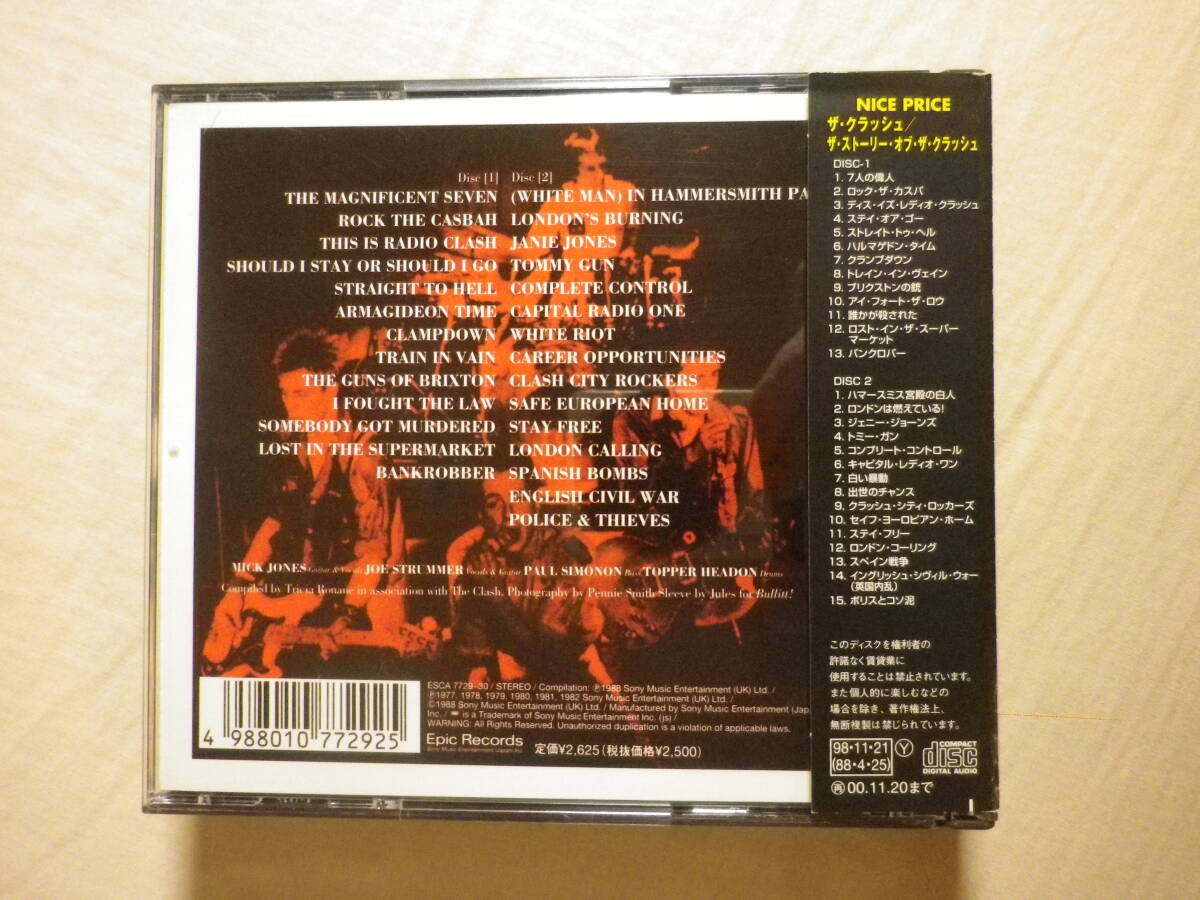 Disc [1]
THE MAGNIFICENT SEVEN
ROCK THE CASBAH
THIS IS RADIO CLASH
SHOULD I STAY OR SHOULD I GO
STRAIGHT TO HELL
ARMAGIDEON TIME
CLAMPDOWN
TRAIN IN VAIN
THE GUNS OF BRIXTON
I FOUGHT THE LAW
SOMEBODY GOT MURDERED
LOST IN THE SUPERMARKET
BANKROBBER
Disc [2]
(WHITE MAN) IN HAMMERSMITH PA
LONDON'S BURNING
JANIE JONES
TOMMY GUN
COMPLETE CONTROL
CAPITAL RADIO ONE
WHITE RIOT
CAREER OPPORTUNITIES
CLASH CITY ROCKERS
SAFE EUROPEAN HOME
STAY FREE
LONDON CALLING
SPANISH BOMBS
ENGLISH CIVIL WAR
POLICE & THIEVES
MICK JONES Guitar & Vocals JOE STRUMMER Vocals & Guitar PAUL SIMONON Bass TOPPER HEADON Drums
Compiled by Tricia Ronane in association with The Clash. Photography by Pennie Smith Sleeve by Jules for Bullitt!
ESCA 7729-30 / STEREO / Compilation: ℗1988 Sony Music Entertainment (UK) Ltd. /
℗1977, 1978, 1979, 1980, 1981, 1982 Sony Music Entertainment (UK) Ltd. /
©1988 Sony Music Entertainment (UK) Ltd. / Manufactured by Sony Music Entertainment (Jap
Inc. / is a Trademark of Sony Music Entertainment Inc. (js) /
WARNING: All Rights Reserved. Unauthorized duplication is a violation of applicable laws.
Epic Records
Sony Music Entertainment (Japan) Inc.
定価¥2,625(税抜価格¥2,500)
4 988010 772925
NICE PRICE
ザ・クラッシュ/
ザ・ストーリー・オブ・ザ・クラッシュ
DISC-1
1. 7人の偉人
2. ロック・ザ・カスバ
3. ディス・イズ・レディオ・クラッシュ
4. ステイ・オア・ゴー
5. ストレイト・トゥ・ヘル
6. ハルマゲドン・タイム
7. クランプダウン
8. トレイン・イン・ヴェイン
9. ブリクストンの銃
10. アイ・フォート・ザ・ロウ
11. 誰かが殺された
12. ロスト・イン・ザ・スーパー
マーケット
13. バンクロバー
DISC 2
1. ハマースミス宮殿の白人
2. ロンドンは燃えている!
3. ジェニー・ジョーンズ
4. トミー・ガン
5. コンプリート・コントロール
6. キャピタル・レディオ・ワン
7. 白い暴動
8. 出世のチャンス
9. クラッシュ・シティ・ロッカーズ
10. セイフ・ヨーロピアン・ホーム
11. ステイ・フリー
12. ロンドン・コーリング
13. スペイン戦争
14. イングリッシュ・シヴィル・ウォー
(英国内乱)
15. ポリスとコソ泥
このディスクを権利者の
許諾なく賃貸業に
使用することは禁止されています。
また個人的に楽しむなどの
場合を除き、著作権法上、
無断複製は禁じられています。
98・11・21
(88・4・25)
Y
COMPACT
disc
DIGITAL AUDIO
再00.11.20まで
I